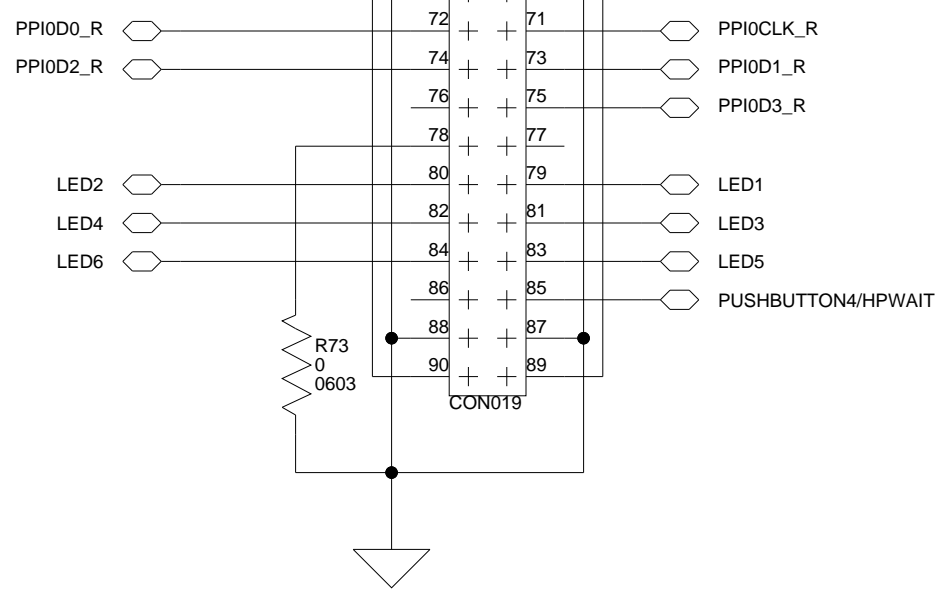 PPI0D0_R 72 71 PPI0CLK_R
PPI0D2_R 74 73 PPI0D1_R
76 75 PPI0D3_R
78 77
LED2 80 79 LED1
LED4 82 81 LED3
LED6 84 83 LED5
86 85 PUSHBUTTON4/HPWAIT
88 87
R73
0
90 89
0603
CON019